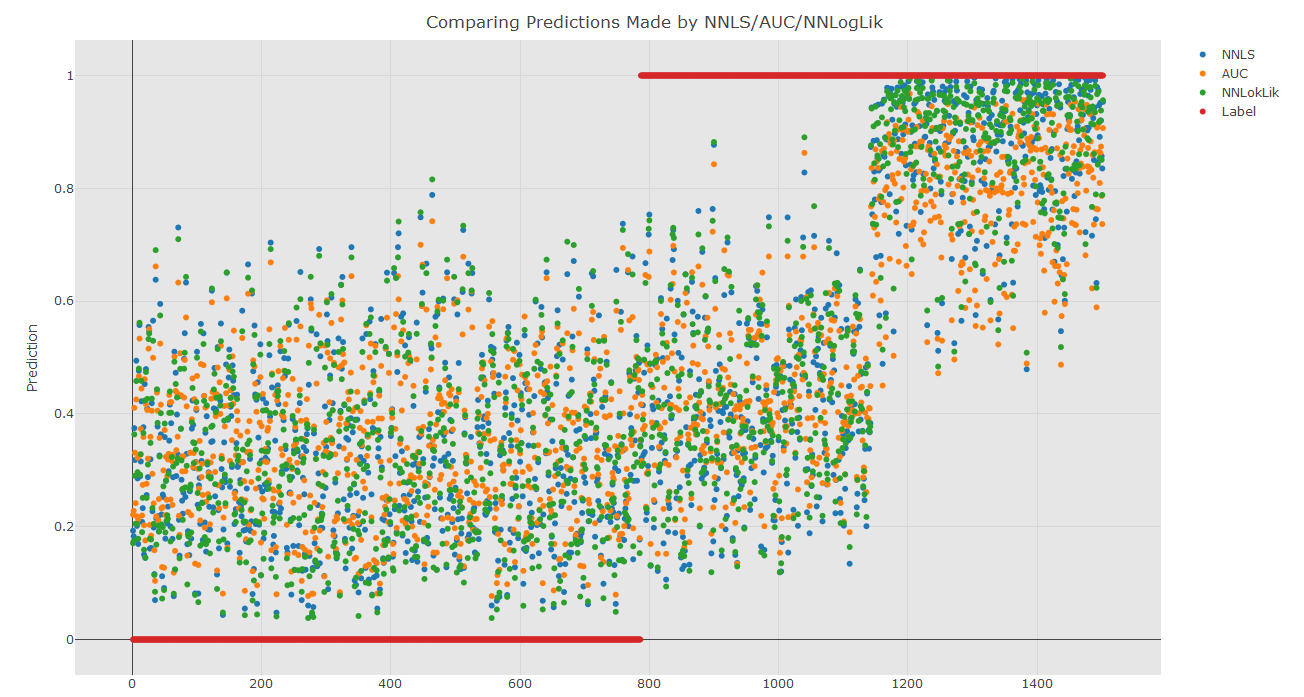 Comparing Predictions Made by NNLS/AUC/NNLogLik
NNLS
AUC
NNLokLik
Label
Prediction
1
0.8
0.6
0.4
0.2
0
0 200 400 600 800 1000 1200 1400